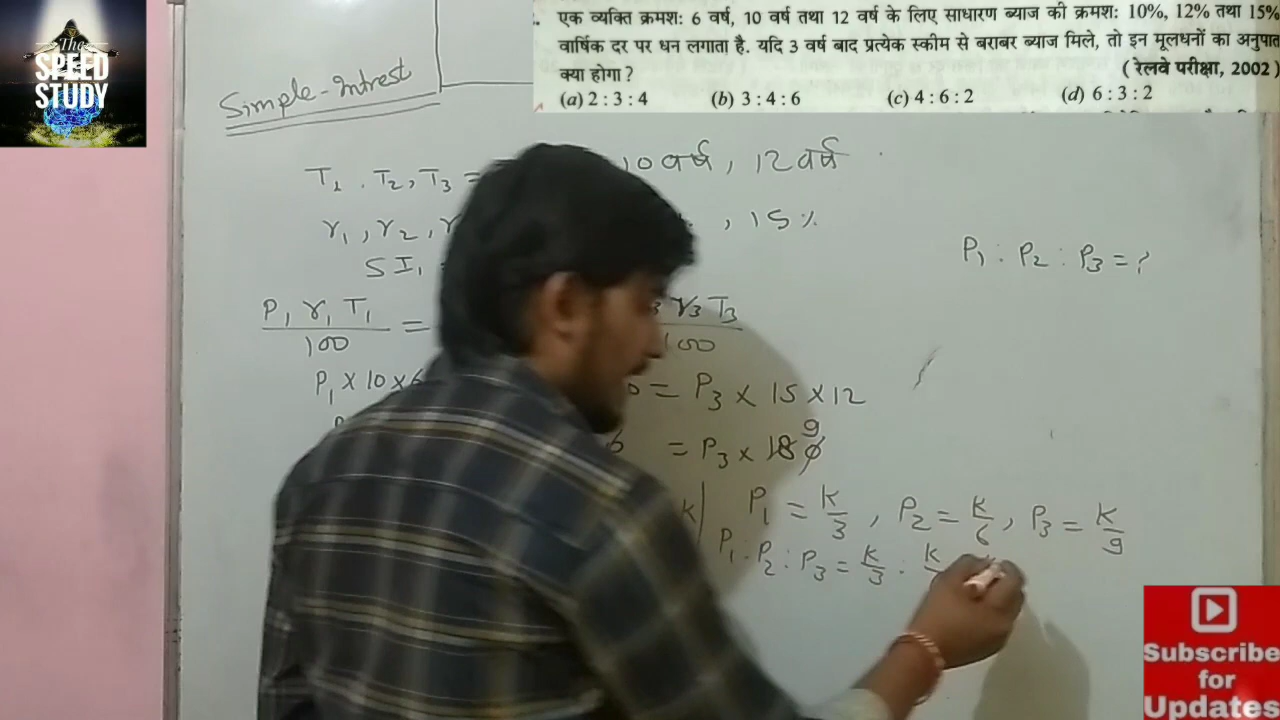 The
SPEED
STUDY
एक व्यक्ति क्रमश: 6 वर्ष, 10 वर्ष तथा 12 वर्ष के लिए साधारण ब्याज की क्रमश: 10%, 12% तथा 15%
वार्षिक दर पर धन लगाता है. यदि 3 वर्ष बाद प्रत्येक स्कीम से बराबर ब्याज मिले, तो इन मूलधनों का अनुपात
क्या होगा ?
( रेलवे परीक्षा, 2002 )
(a) 2 : 3 : 4 (b) 3 : 4 : 6 (c) 4 : 6 : 2 (d) 6 : 3 : 2
Simple-Intrest
T1 . T2, T3 = 10 वर्ष, 12 वर्ष
r1, r2, , 15%
SI1
P1 : P2 : P3 = ?
P1 r1 T1 / 100 = r3 T3 / 100
P1 × 10 × 6 = P3 × 15 × 12
6 = P3 × 18 9
K | P1 = K/3, P2 = K/6, P3 = K/9
P1 : P2 : P3 = K/3 : K
Subscribe
for
Updates